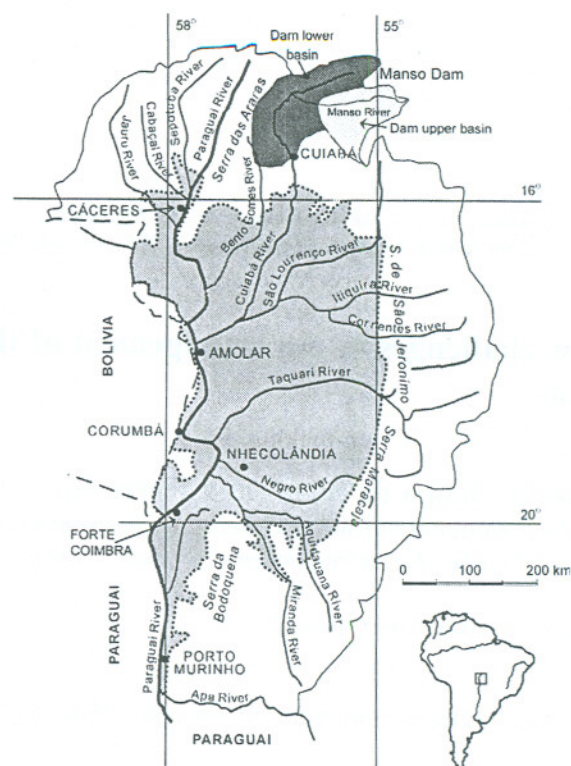 58
55
Dam lower
basin
Manso Dam
Manso River
Dam upper basin
CUIABÁ
Jauru River
Cabaçal River
Sepotuba River
Paraguai River
Serra das Araras
16°
CÁCERES
Bento Gomes River
Cuiabá River
São Lourenço River
Itiquira River
Correntes River
S. de São Jeronimo
BOLIVIA
AMOLAR
Taquari River
CORUMBÁ
NHECOLÂNDIA
Negro River
Serra Maracaja
20°
FORTE
COIMBRA
Serra da
Bodoquena
Aquidauana River
Miranda River
0 100 200 km
PARAGUAI
Paraguai River
PORTO
MURINHO
Apa River
PARAGUAI